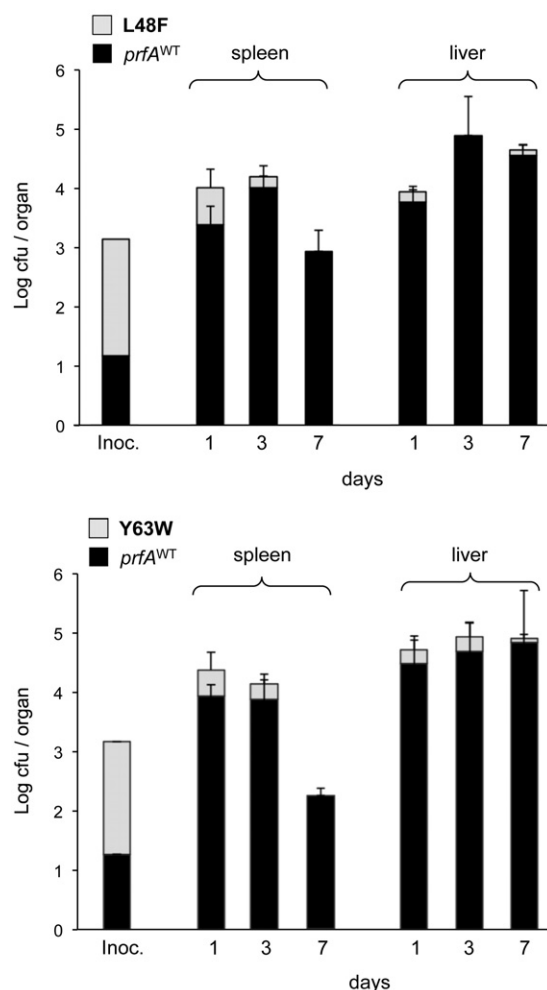 L48F
prfAWT
spleen
liver
6
5
4
3
2
1
0
Log cfu / organ
Inoc.
1 3 7 1 3 7
days
Y63W
prfAWT
spleen
liver
6
5
4
3
2
1
0
Log cfu / organ
Inoc.
1 3 7 1 3 7
days